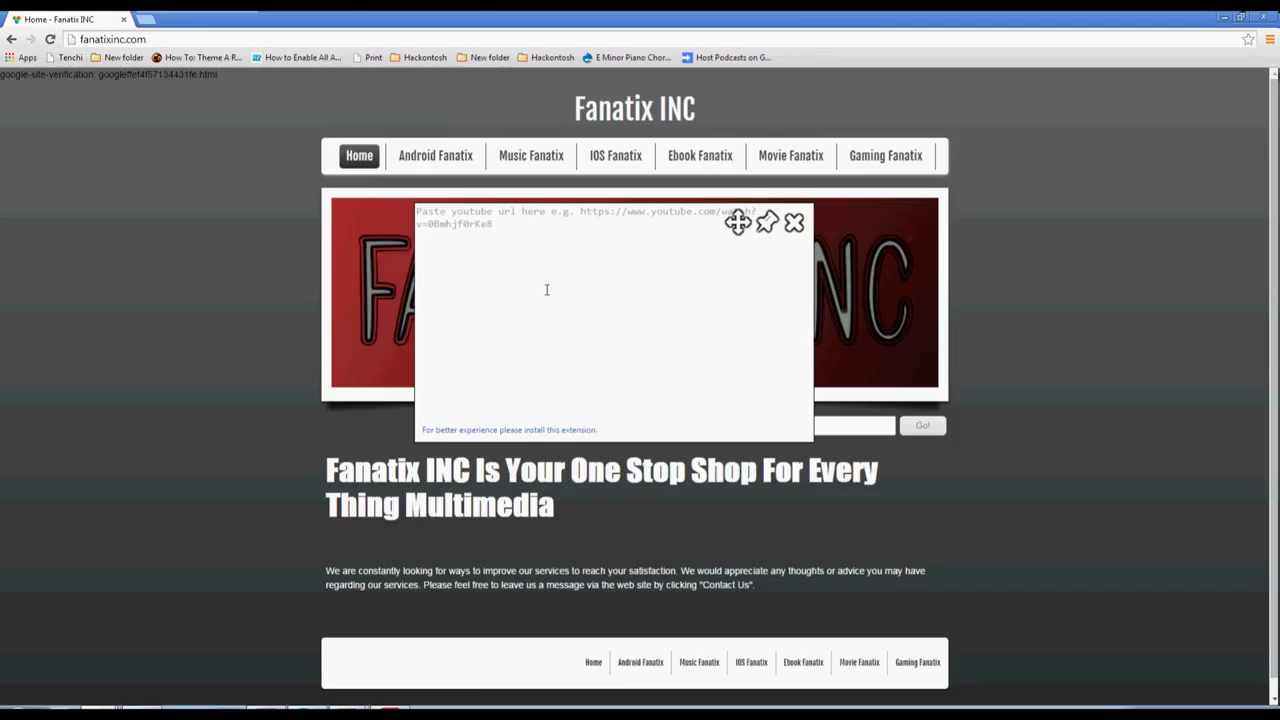 Home - Fanatix INC
fanatixinc.com
Apps Tenchi New folder How To: Theme A R... How to Enable All A... Print Hackontosh New folder Hackontosh E Minor Piano Chor... Host Podcasts on G...
google-site-verification: googleffef4f57134431fe.html
Fanatix INC
Home Android Fanatix Music Fanatix IOS Fanatix Ebook Fanatix Movie Fanatix Gaming Fanatix
Paste youtube url here e.g. https://www.youtube.com/watch?
v=0Bmhjf0rKe8
For better experience please install this extension.
Go!
Fanatix INC Is Your One Stop Shop For Every
Thing Multimedia
We are constantly looking for ways to improve our services to reach your satisfaction. We would appreciate any thoughts or advice you may have
regarding our services. Please feel free to leave us a message via the web site by clicking "Contact Us".
Home Android Fanatix Music Fanatix IOS Fanatix Ebook Fanatix Movie Fanatix Gaming Fanatix